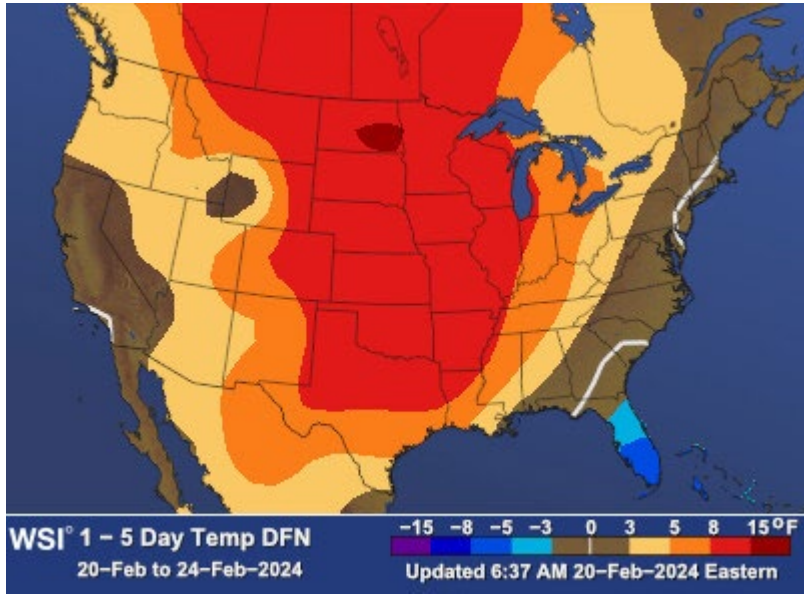 −15 −8 −5 −3 0 3 5 8 15°F
WSI° 1 − 5 Day Temp DFN
20−Feb to 24−Feb−2024
Updated 6:37 AM 20−Feb−2024 Eastern